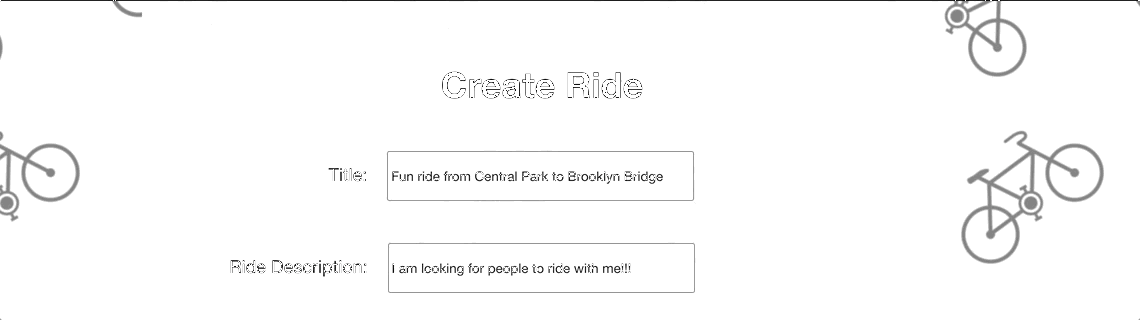 Create Ride
Title:
Fun ride from Central Park to Brooklyn Bridge
Ride Description:
I am looking for people to ride with me!!!